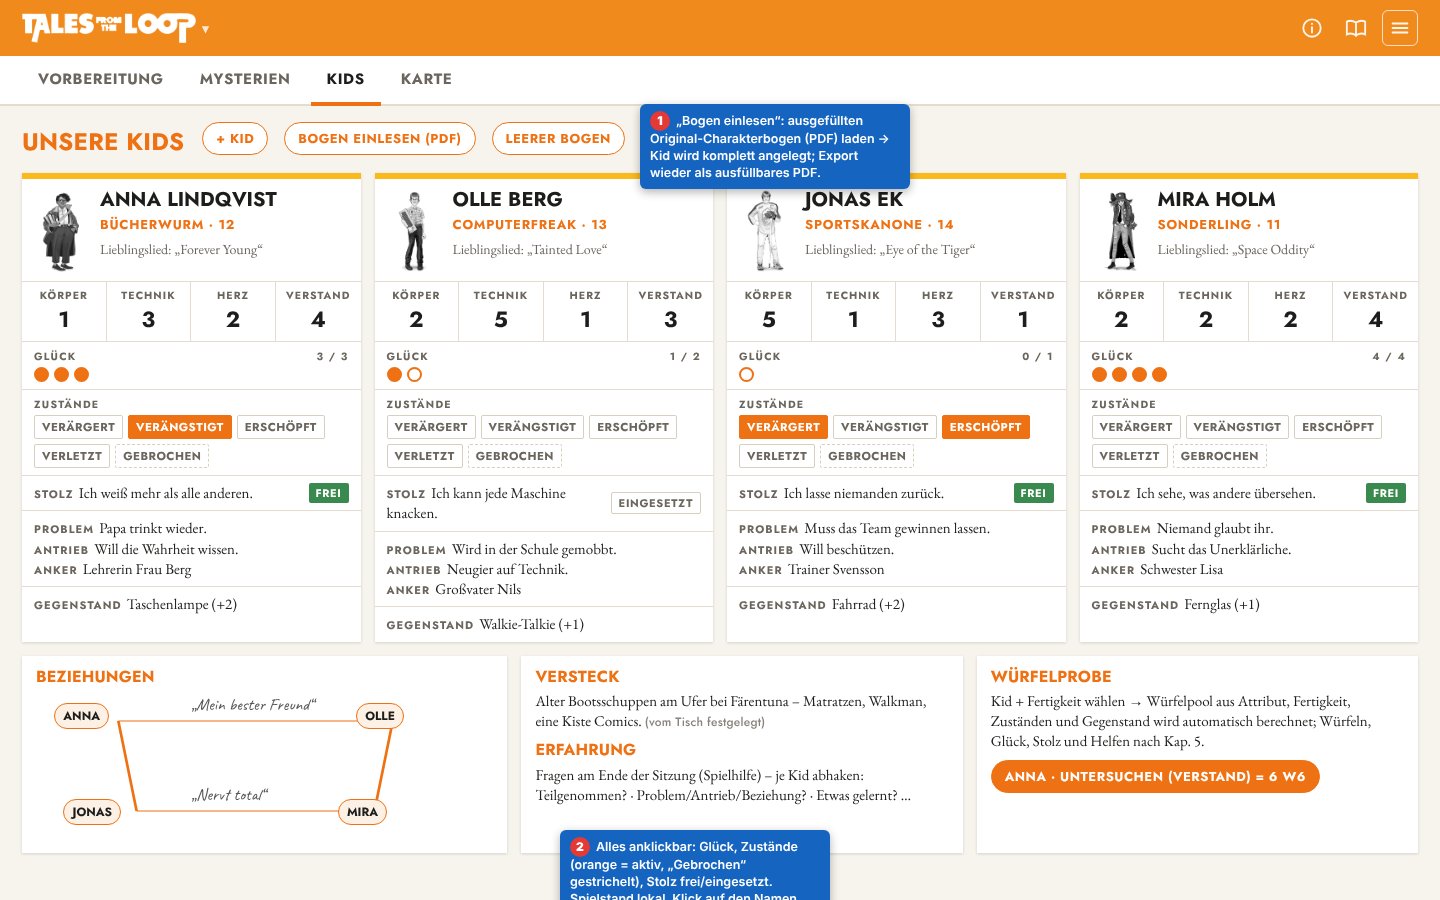 TALES FROM THE LOOP ▾
VORBEREITUNG MYSTERIEN KIDS KARTE
UNSERE KIDS + KID BOGEN EINLESEN (PDF) LEERER BOGEN
1 „Bogen einlesen“: ausgefüllten
Original-Charakterbogen (PDF) laden →
Kid wird komplett angelegt; Export
wieder als ausfüllbares PDF.
ANNA LINDQVIST
BÜCHERWURM · 12
Lieblingslied: „Forever Young“
KÖRPER TECHNIK HERZ VERSTAND
1 3 2 4
GLÜCK 3 / 3
ZUSTÄNDE
VERÄRGERT VERÄNGSTIGT ERSCHÖPFT
VERLETZT GEBROCHEN
STOLZ Ich weiß mehr als alle anderen. FREI
PROBLEM Papa trinkt wieder.
ANTRIEB Will die Wahrheit wissen.
ANKER Lehrerin Frau Berg
GEGENSTAND Taschenlampe (+2)
OLLE BERG
COMPUTERFREAK · 13
Lieblingslied: „Tainted Love“
KÖRPER TECHNIK HERZ VERSTAND
2 5 1 3
GLÜCK 1 / 2
ZUSTÄNDE
VERÄRGERT VERÄNGSTIGT ERSCHÖPFT
VERLETZT GEBROCHEN
STOLZ Ich kann jede Maschine
knacken. EINGESETZT
PROBLEM Wird in der Schule gemobbt.
ANTRIEB Neugier auf Technik.
ANKER Großvater Nils
GEGENSTAND Walkie-Talkie (+1)
JONAS EK
SPORTSKANONE · 14
Lieblingslied: „Eye of the Tiger“
KÖRPER TECHNIK HERZ VERSTAND
5 1 3 1
GLÜCK 0 / 1
ZUSTÄNDE
VERÄRGERT VERÄNGSTIGT ERSCHÖPFT
VERLETZT GEBROCHEN
STOLZ Ich lasse niemanden zurück. FREI
PROBLEM Muss das Team gewinnen lassen.
ANTRIEB Will beschützen.
ANKER Trainer Svensson
GEGENSTAND Fahrrad (+2)
MIRA HOLM
SONDERLING · 11
Lieblingslied: „Space Oddity“
KÖRPER TECHNIK HERZ VERSTAND
2 2 2 4
GLÜCK 4 / 4
ZUSTÄNDE
VERÄRGERT VERÄNGSTIGT ERSCHÖPFT
VERLETZT GEBROCHEN
STOLZ Ich sehe, was andere übersehen. FREI
PROBLEM Niemand glaubt ihr.
ANTRIEB Sucht das Unerklärliche.
ANKER Schwester Lisa
GEGENSTAND Fernglas (+1)
BEZIEHUNGEN
ANNA „Mein bester Freund“ OLLE
JONAS „Nervt total“ MIRA
VERSTECK
Alter Bootsschuppen am Ufer bei Färentuna – Matratzen, Walkman,
eine Kiste Comics. (vom Tisch festgelegt)
ERFAHRUNG
Fragen am Ende der Sitzung (Spielhilfe) – je Kid abhaken:
Teilgenommen? · Problem/Antrieb/Beziehung? · Etwas gelernt? ...
WÜRFELPROBE
Kid + Fertigkeit wählen → Würfelpool aus Attribut, Fertigkeit,
Zuständen und Gegenstand wird automatisch berechnet; Würfeln,
Glück, Stolz und Helfen nach Kap. 5.
ANNA · UNTERSUCHEN (VERSTAND) = 6 W6
2 Alles anklickbar: Glück, Zustände
(orange = aktiv, „Gebrochen“
gestrichelt), Stolz frei/eingesetzt.
Spielstand lokal. Klick auf den Namen